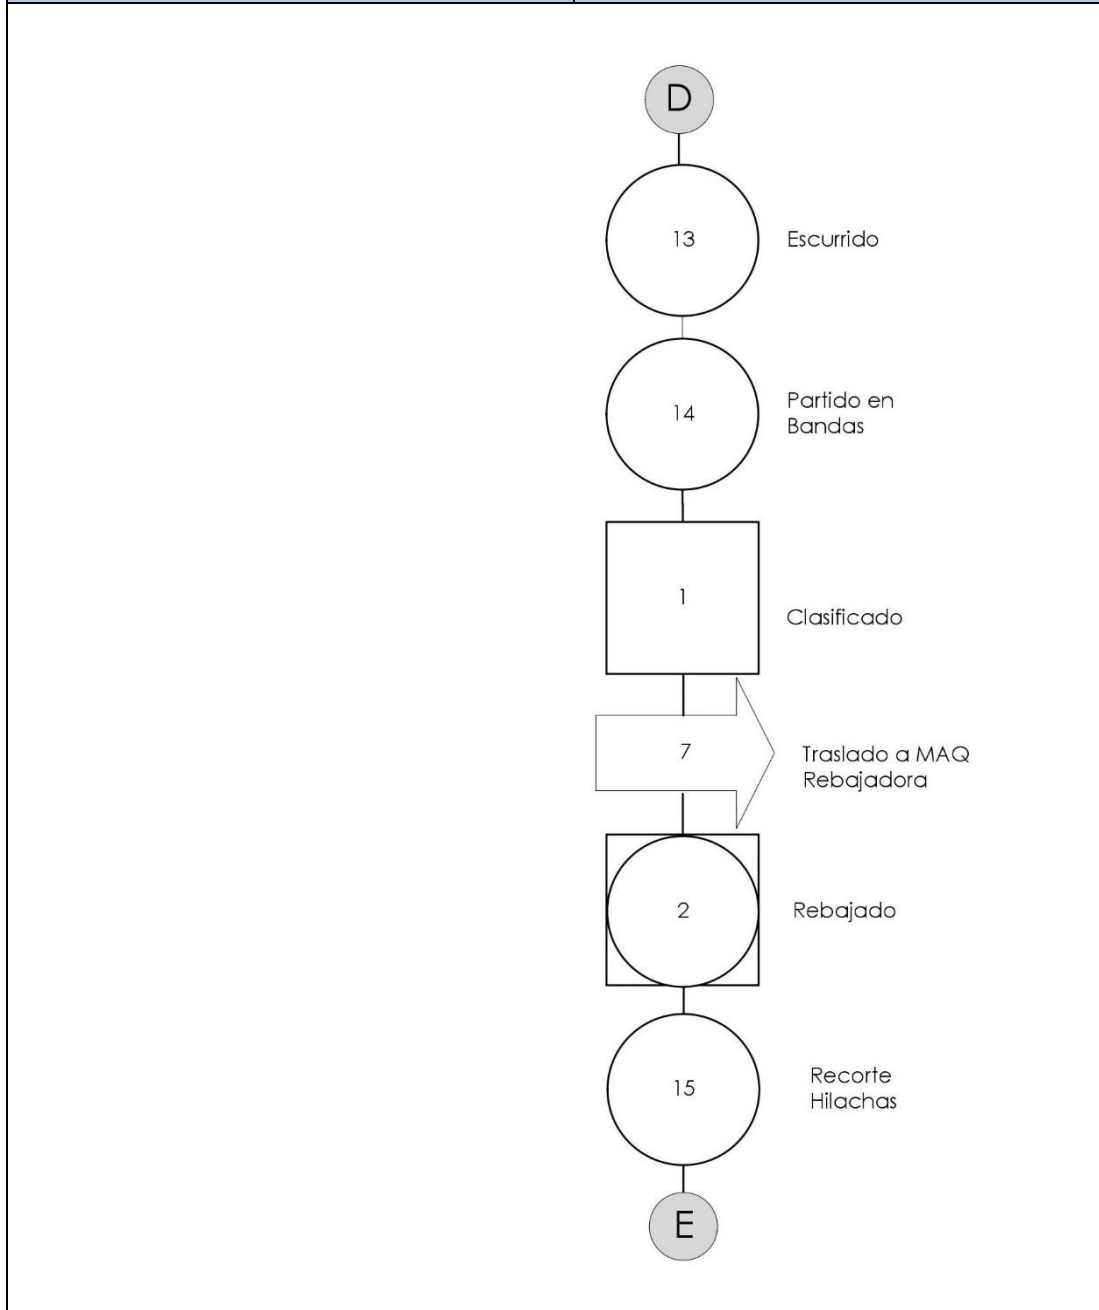 D
13
Escurrido
14
Partido en
Bandas
1
Clasificado
7
Traslado a MAQ
Rebajadora
2
Rebajado
15
Recorte
Hilachas
E